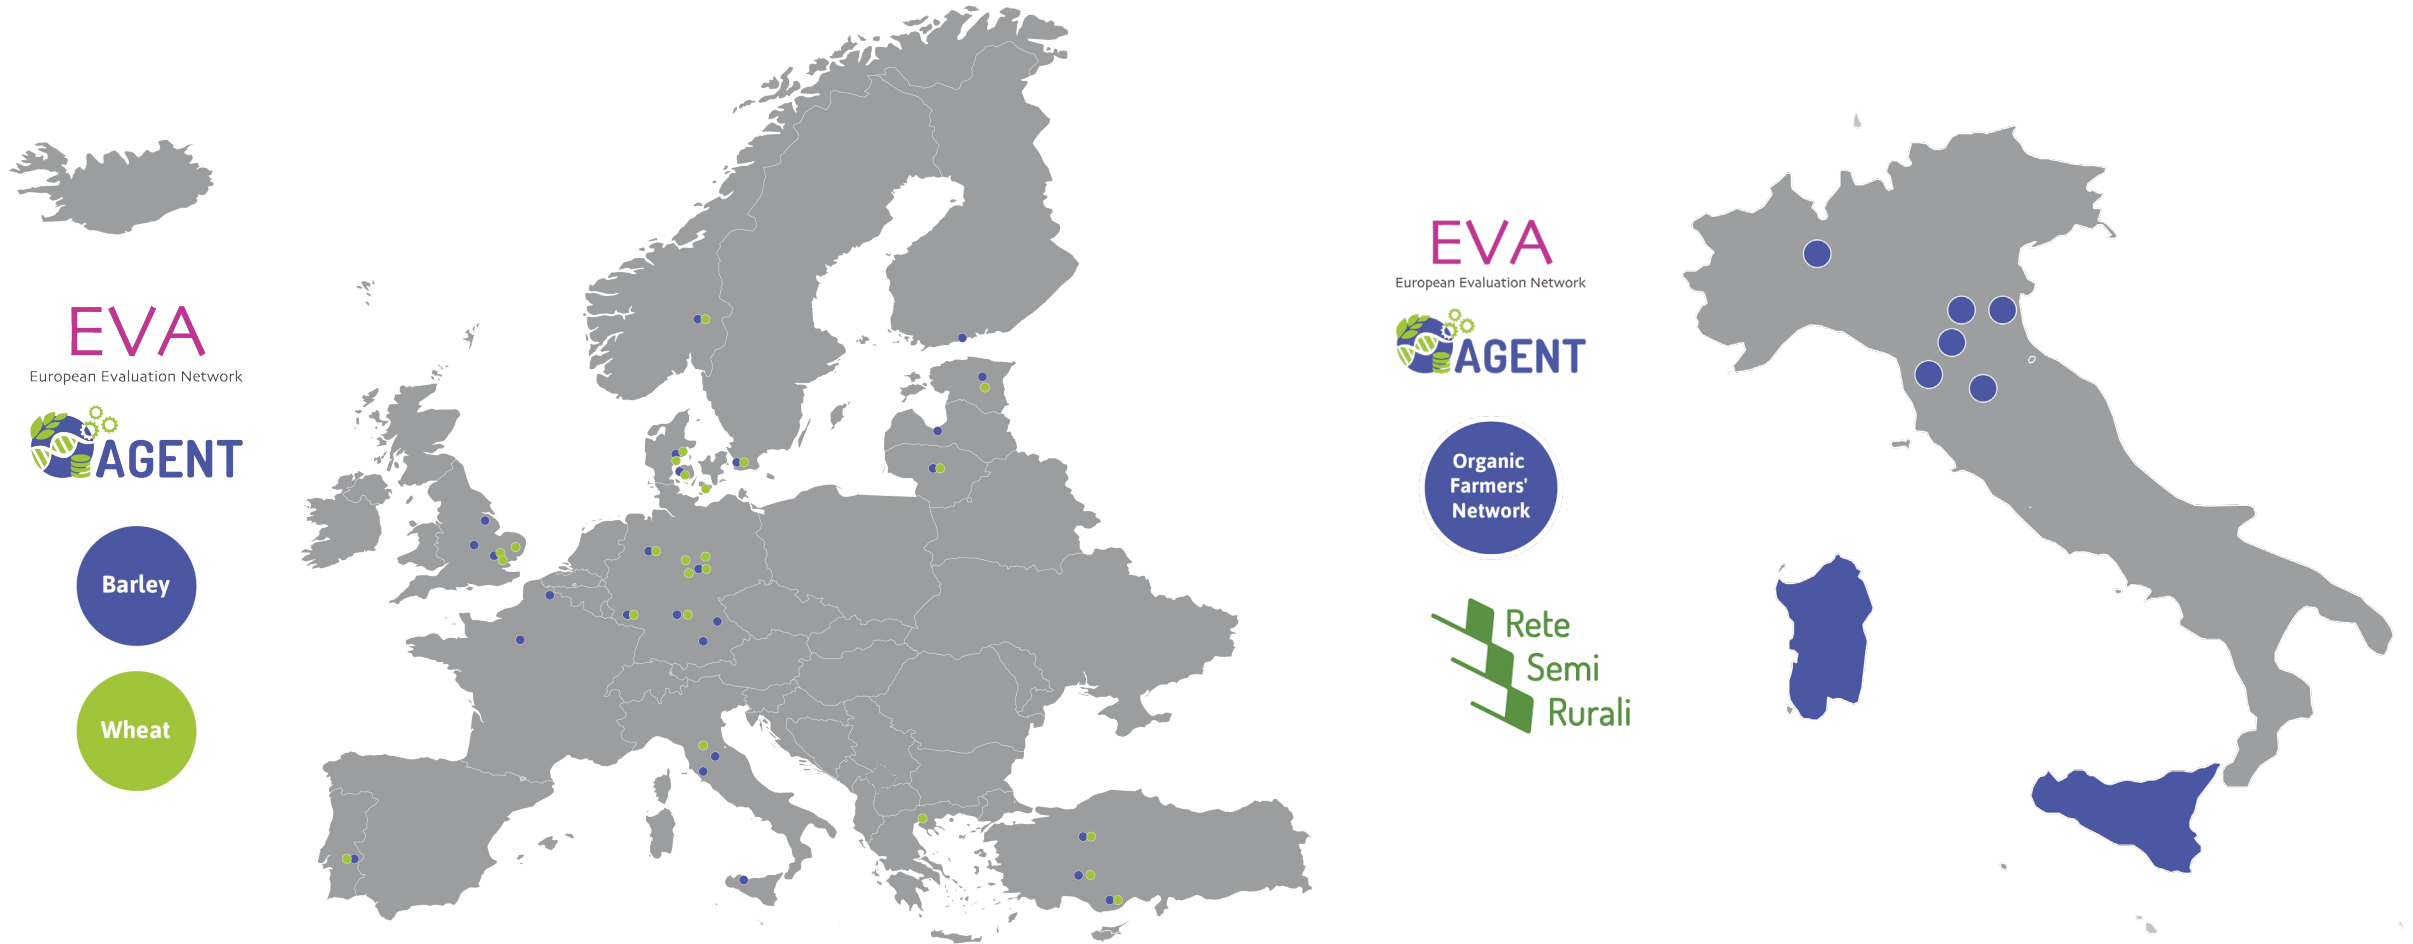 EVA
European Evaluation Network
AGENT
Barley
Wheat
EVA
European Evaluation Network
AGENT
Organic
Farmers'
Network
Rete
Semi
Rurali